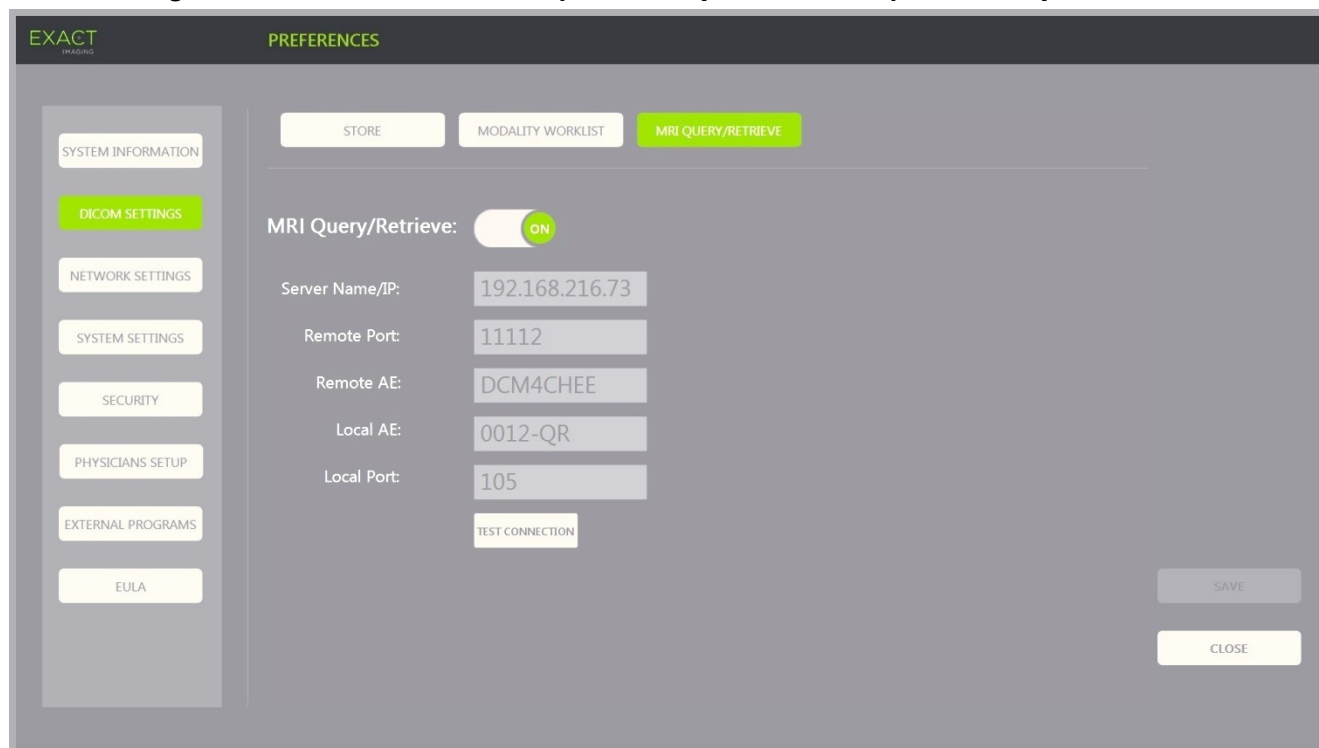 EXACT
IMAGING
PREFERENCES
STORE
MODALITY WORKLIST
MRI QUERY/RETRIEVE
SYSTEM INFORMATION
DICOM SETTINGS
NETWORK SETTINGS
SYSTEM SETTINGS
SECURITY
PHYSICIANS SETUP
EXTERNAL PROGRAMS
EULA
MRI Query/Retrieve: ON
Server Name/IP: 192.168.216.73
Remote Port: 11112
Remote AE: DCM4CHEE
Local AE: 0012-QR
Local Port: 105
TEST CONNECTION
SAVE
CLOSE